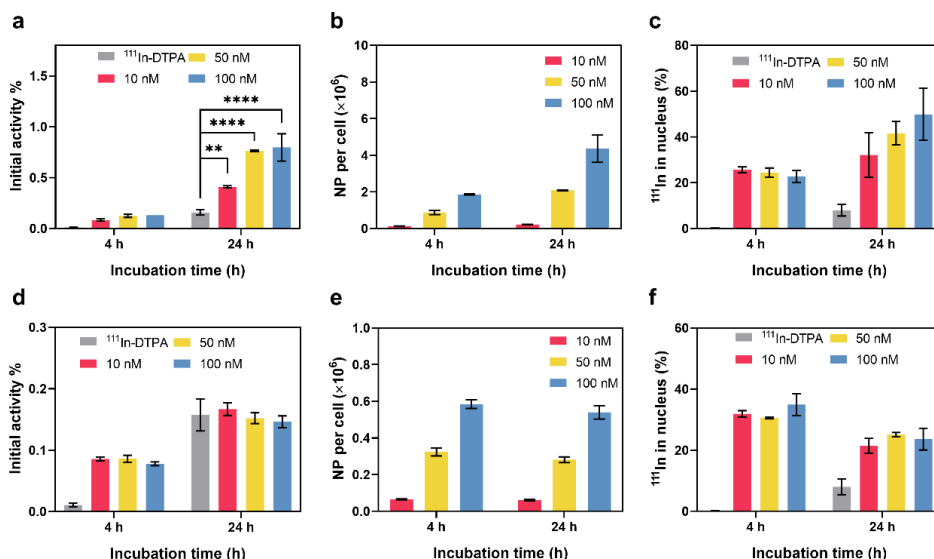 a
Initial activity %
1.5
1.0
0.5
0.0
¹¹¹In-DTPA
50 nM
10 nM
100 nM
****
****
**
4 h
24 h
Incubation time (h)
b
NP per cell (×10⁶)
10
8
6
4
2
0
10 nM
50 nM
100 nM
4 h
24 h
Incubation time (h)
c
¹¹¹In in nucleus (%)
80
60
40
20
0
¹¹¹In-DTPA
50 nM
10 nM
100 nM
4 h
24 h
Incubation time (h)
d
Initial activity %
0.3
0.2
0.1
0.0
¹¹¹In-DTPA
50 nM
10 nM
100 nM
4 h
24 h
Incubation time (h)
e
NP per cell (×10⁶)
1.0
0.8
0.6
0.4
0.2
0.0
10 nM
50 nM
100 nM
4 h
24 h
Incubation time (h)
f
¹¹¹In in nucleus (%)
60
40
20
0
¹¹¹In-DTPA
50 nM
10 nM
100 nM
4 h
24 h
Incubation time (h)